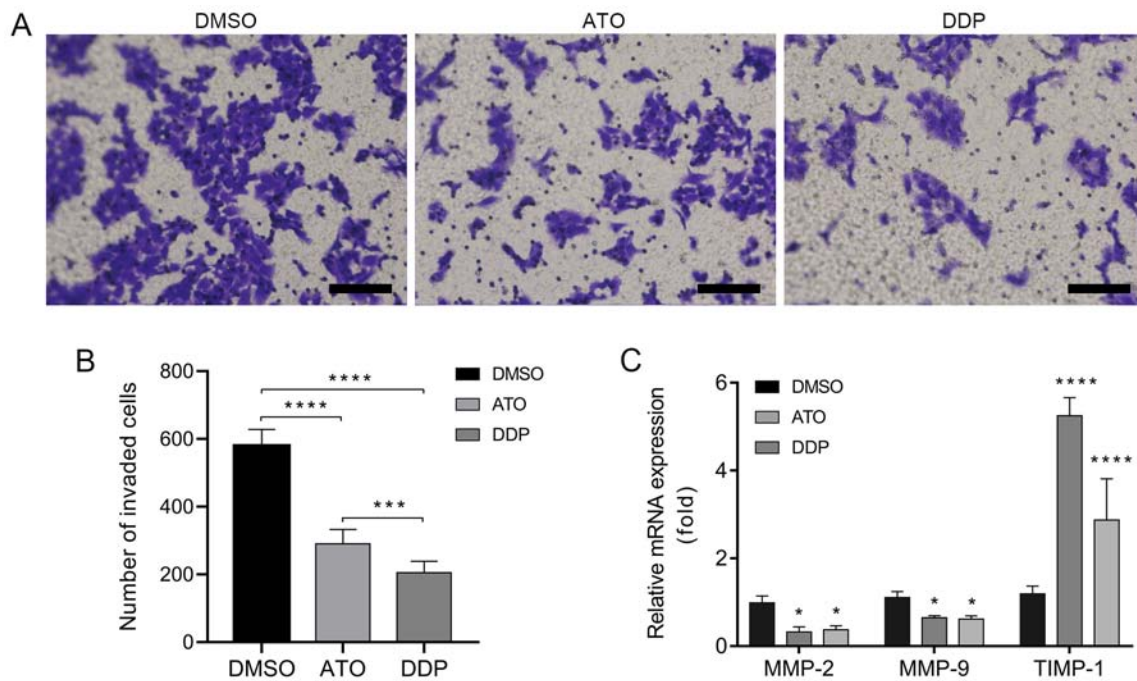 A
DMSO
ATO
DDP
B
Number of invaded cells
800
600
400
200
0
****
****
***
DMSO
ATO
DDP
DMSO
ATO
DDP
C
Relative mRNA expression
(fold)
6
4
2
0
DMSO
ATO
DDP
*
*
*
*
****
****
MMP-2
MMP-9
TIMP-1